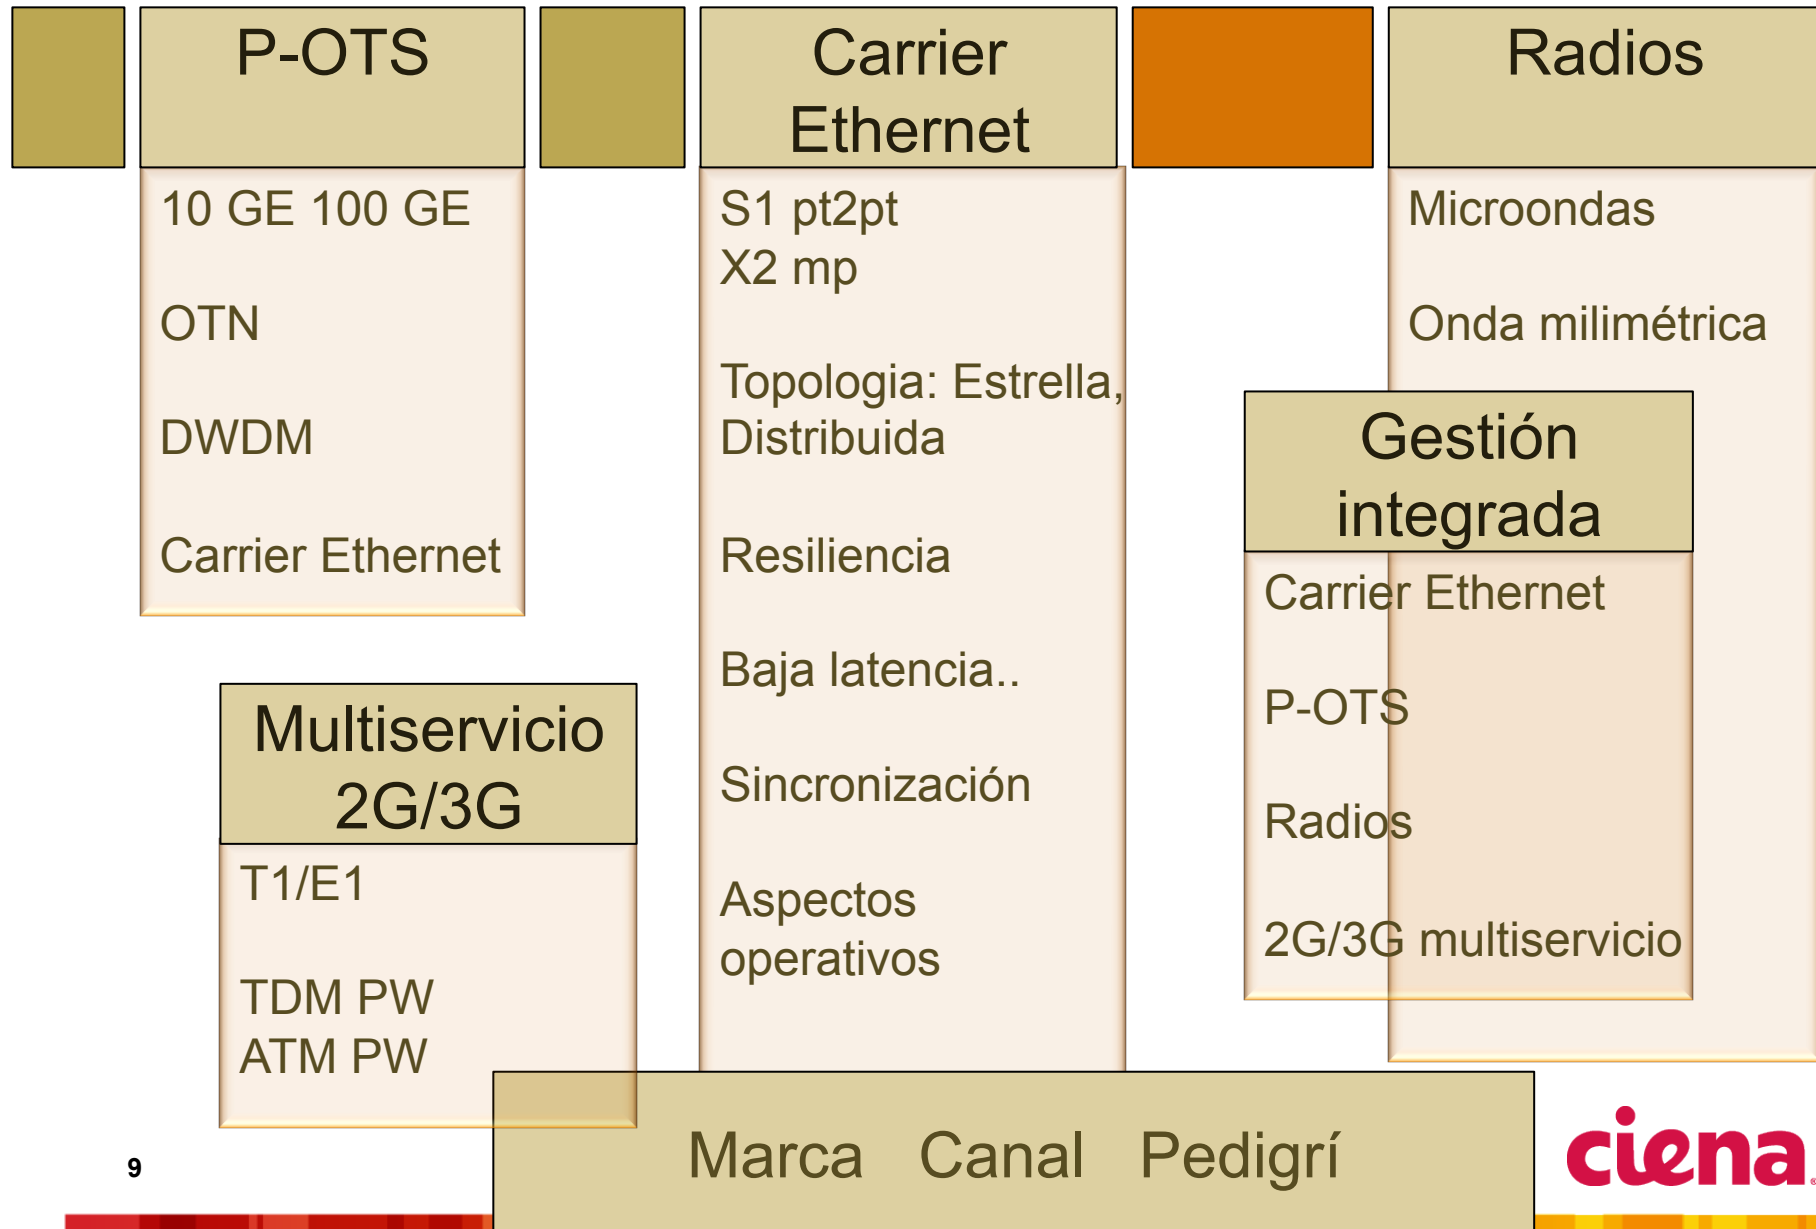 P-OTS
10 GE 100 GE
OTN
DWDM
Carrier Ethernet
Multiservicio
2G/3G
T1/E1
TDM PW
ATM PW
Carrier
Ethernet
S1 pt2pt
X2 mp
Topologia: Estrella,
Distribuida
Resiliencia
Baja latencia..
Sincronización
Aspectos
operativos
Radios
Microondas
Onda milimétrica
Gestión
integrada
Carrier Ethernet
P-OTS
Radios
2G/3G multiservicio
Marca Canal Pedigrí
9
ciena®